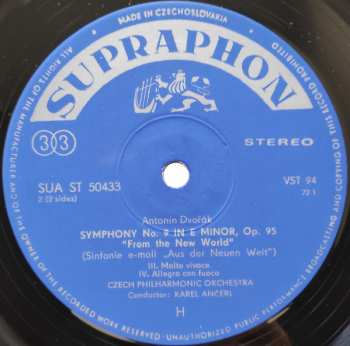 MADE IN CZECHOSLOVAKIA
ALL RIGHTS OF THE MANUFACTURER AND OF THE OWNER OF THE RECORDED WORK RESERVED · UNAUTHORIZED PUBLIC PERFORMANCE BROADCASTING AND COPYING OF THIS RECORD PROHIBITED
SUPRAPHON
33
STEREO
SUA ST 50433
2 (2 sides)
VST 94
72 1
Antonín Dvořák
SYMPHONY No. 9 IN E MINOR, Op. 95
"From the New World"
(Sinfonie e-moll „Aus der Neuen Welt")
III. Molto vivace
IV. Allegro con fuoco
CZECH PHILHARMONIC ORCHESTRA
Conductor: KAREL ANČERL
H